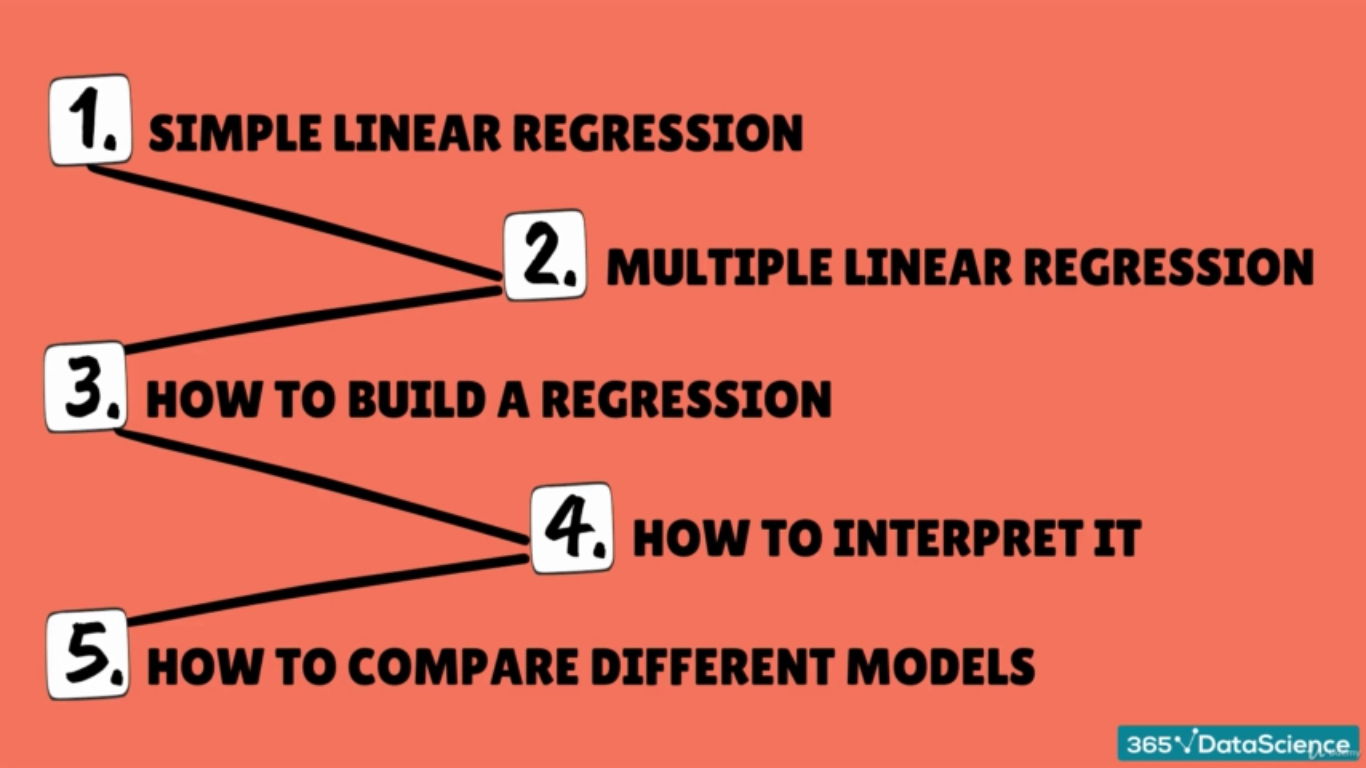 1. SIMPLE LINEAR REGRESSION
2. MULTIPLE LINEAR REGRESSION
3. HOW TO BUILD A REGRESSION
4. HOW TO INTERPRET IT
5. HOW TO COMPARE DIFFERENT MODELS
365 DataScience